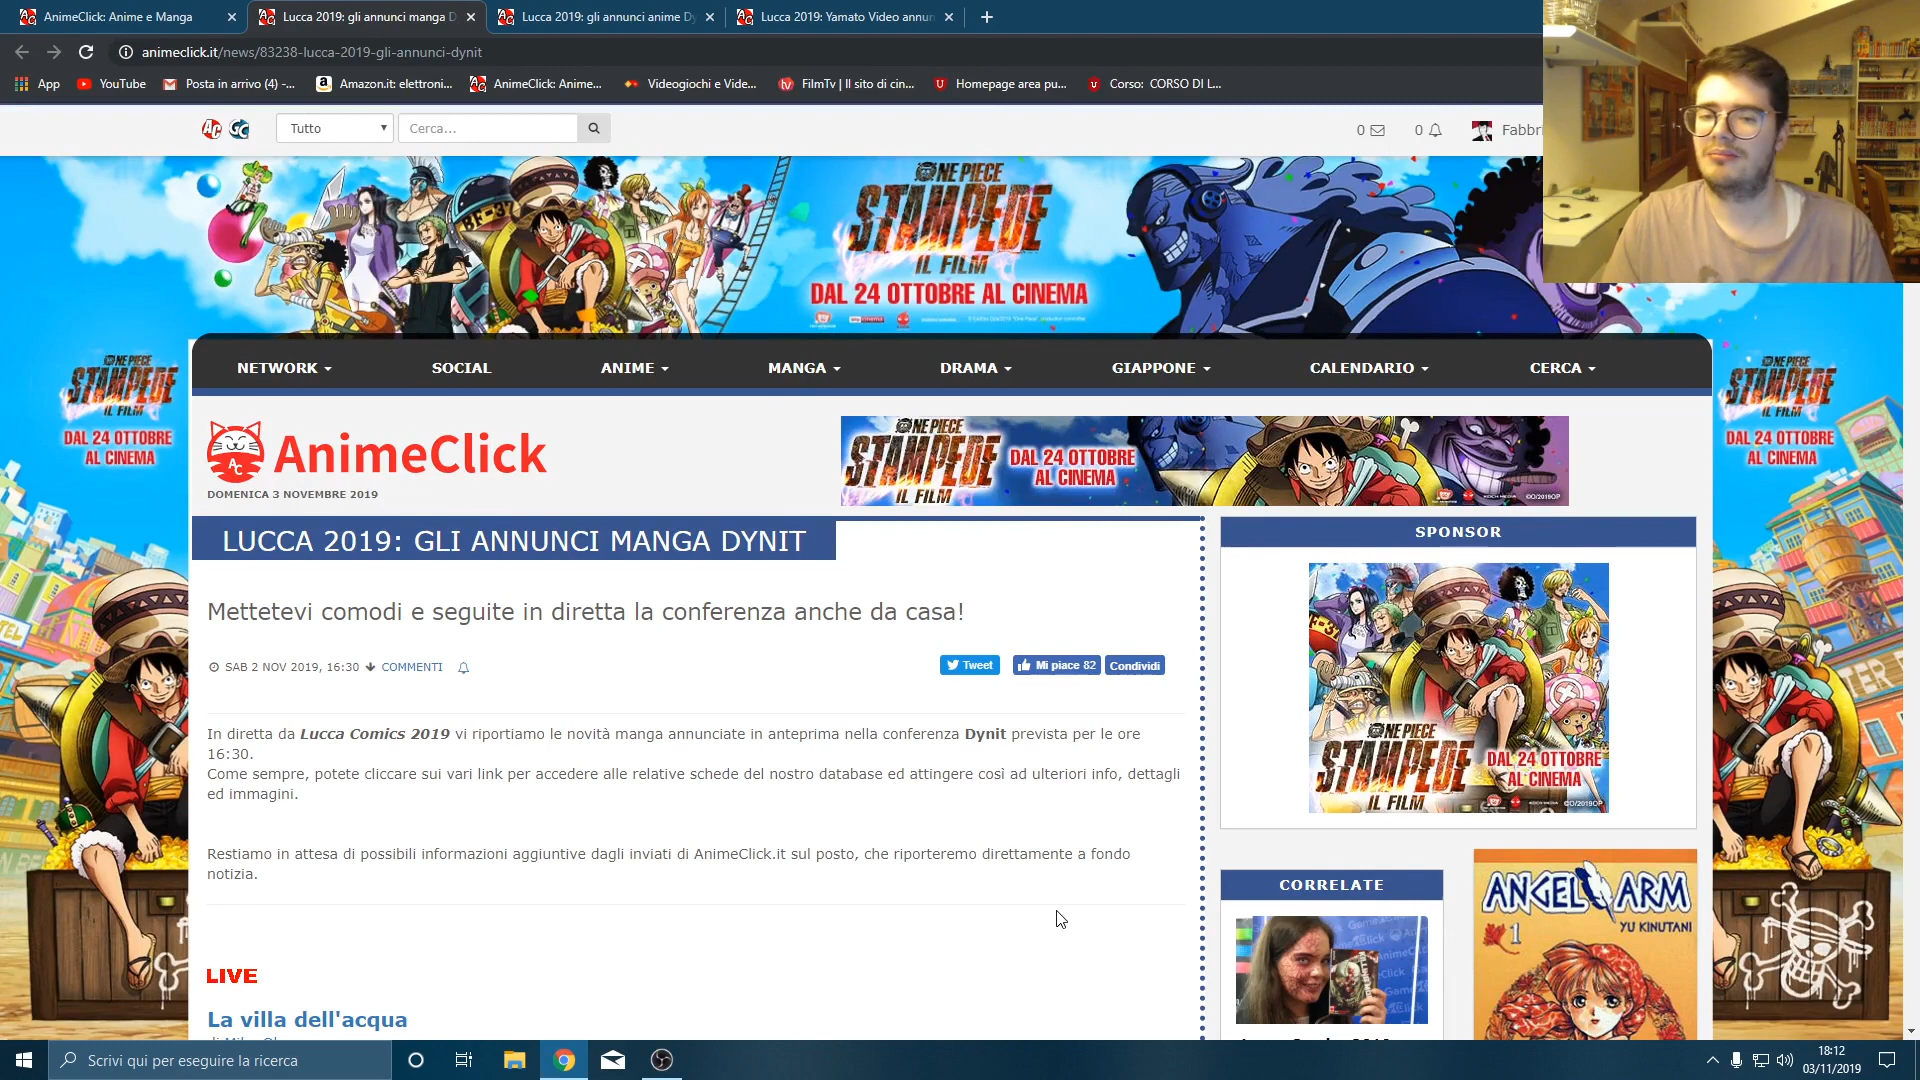 AnimeClick: Anime e Manga
Lucca 2019: gli annunci manga D
Lucca 2019: gli annunci anime Dy
Lucca 2019: Yamato Video annun
animeclick.it/news/83238-lucca-2019-gli-annunci-dynit
App
YouTube
Posta in arrivo (4) -...
Amazon.it: elettroni...
AnimeClick: Anime...
Videogiochi e Vide...
FilmTv | Il sito di cin...
Homepage area pu...
Corso: CORSO DI L...
Tutto
Cerca...
0
0
Fabbri
ONE PIECE
STAMPEDE
IL FILM
DAL 24 OTTOBRE AL CINEMA
ONE PIECE
STAMPEDE
IL FILM
DAL 24 OTTOBRE
AL CINEMA
ONE PIECE
STAMPEDE
IL FILM
DAL 24 OTTOBRE
AL CINEMA
NETWORK
SOCIAL
ANIME
MANGA
DRAMA
GIAPPONE
CALENDARIO
CERCA
AC
AnimeClick
DOMENICA 3 NOVEMBRE 2019
ONE PIECE
STAMPEDE
IL FILM
DAL 24 OTTOBRE
AL CINEMA
LUCCA 2019: GLI ANNUNCI MANGA DYNIT
SPONSOR
Mettetevi comodi e seguite in diretta la conferenza anche da casa!
SAB 2 NOV 2019, 16:30 COMMENTI
Tweet
Mi piace 82
Condividi
In diretta da Lucca Comics 2019 vi riportiamo le novità manga annunciate in anteprima nella conferenza Dynit prevista per le ore
16:30.
Come sempre, potete cliccare sui vari link per accedere alle relative schede del nostro database ed attingere così ad ulteriori info, dettagli
ed immagini.
Restiamo in attesa di possibili informazioni aggiuntive dagli inviati di AnimeClick.it sul posto, che riporteremo direttamente a fondo
notizia.
ONE PIECE
STAMPEDE
IL FILM
DAL 24 OTTOBRE
AL CINEMA
CORRELATE
ANGEL ARM
YU KINUTANI
1
LIVE
La villa dell'acqua
Scrivi qui per eseguire la ricerca
18:12
03/11/2019